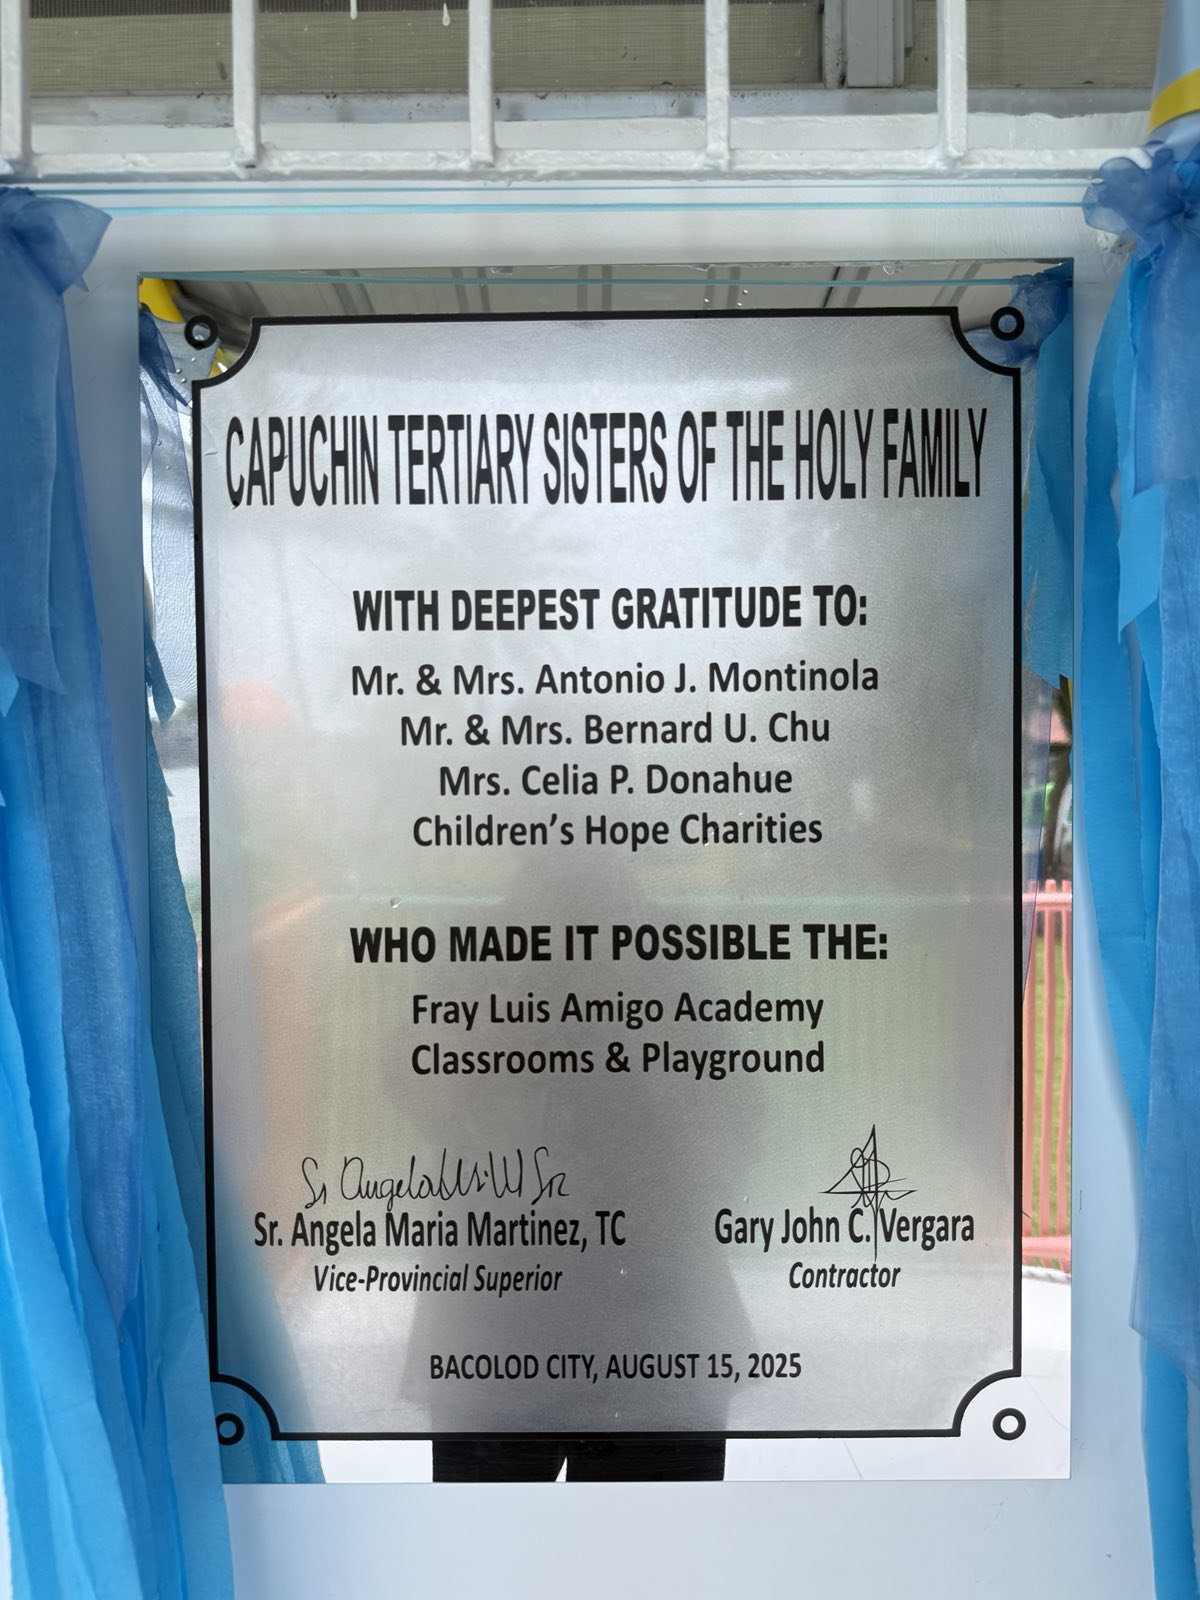 CAPUCHIN TERTIARY SISTERS OF THE HOLY FAMILY
WITH DEEPEST GRATITUDE TO:
Mr. & Mrs. Antonio J. Montinola
Mr. & Mrs. Bernard U. Chu
Mrs. Celia P. Donahue
Children's Hope Charities
WHO MADE IT POSSIBLE THE:
Fray Luis Amigo Academy
Classrooms & Playground
Sr. Angela Maria Martinez, TC
Vice-Provincial Superior
Gary John C. Vergara
Contractor
BACOLOD CITY, AUGUST 15, 2025